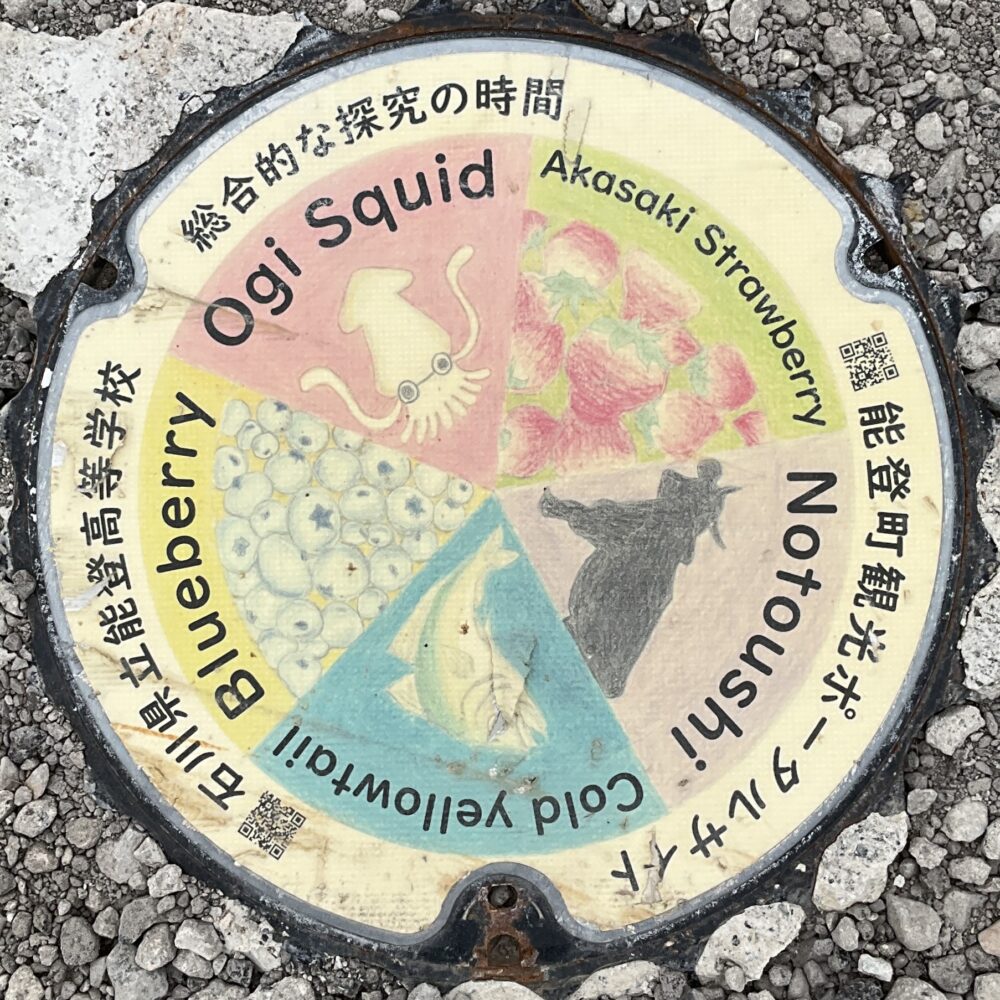 総合的な探究の時間
Ogi Squid
Akasaki Strawberry
Notoushi
Cold yellowtail
Blueberry
能登町観光ポータルサイト
石川県立能登高等学校